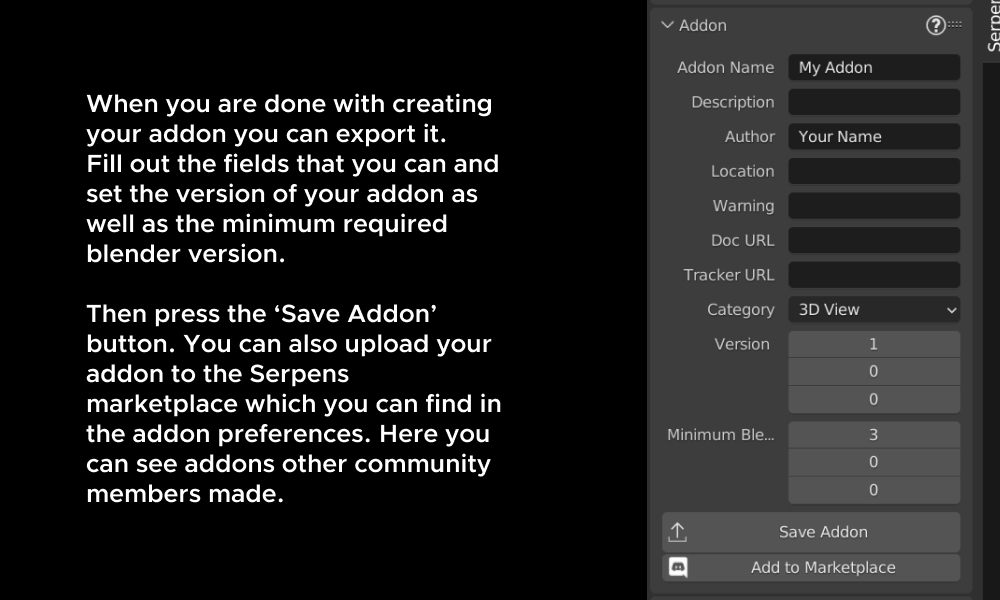 When you are done with creating
your addon you can export it.
Fill out the fields that you can and
set the version of your addon as
well as the minimum required
blender version.
Then press the ‘Save Addon’
button. You can also upload your
addon to the Serpens
marketplace which you can find in
the addon preferences. Here you
can see addons other community
members made.
Addon
Addon Name My Addon
Description
Author Your Name
Location
Warning
Doc URL
Tracker URL
Category 3D View
Version 1
0
0
Minimum Ble... 3
0
0
Save Addon
Add to Marketplace